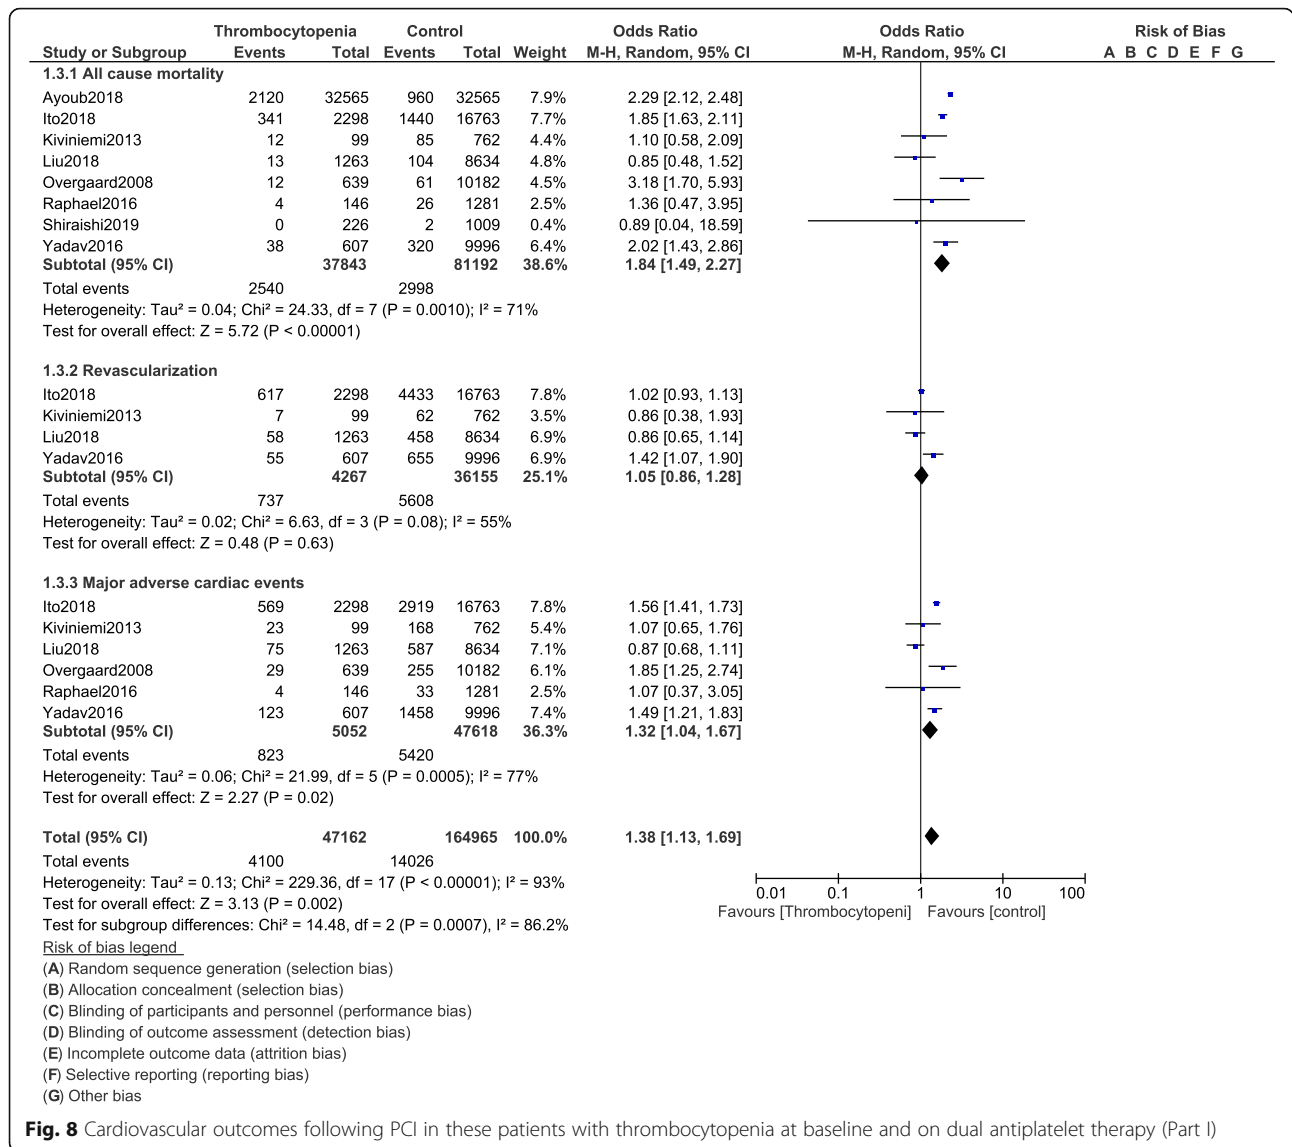 Thrombocytopenia Control Odds Ratio Odds Ratio Risk of Bias
Study or Subgroup Events Total Events Total Weight M-H, Random, 95% CI M-H, Random, 95% CI A B C D E F G
1.3.1 All cause mortality
Ayoub2018 2120 32565 960 32565 7.9% 2.29 [2.12, 2.48]
Ito2018 341 2298 1440 16763 7.7% 1.85 [1.63, 2.11]
Kiviniemi2013 12 99 85 762 4.4% 1.10 [0.58, 2.09]
Liu2018 13 1263 104 8634 4.8% 0.85 [0.48, 1.52]
Overgaard2008 12 639 61 10182 4.5% 3.18 [1.70, 5.93]
Raphael2016 4 146 26 1281 2.5% 1.36 [0.47, 3.95]
Shiraishi2019 0 226 2 1009 0.4% 0.89 [0.04, 18.59]
Yadav2016 38 607 320 9996 6.4% 2.02 [1.43, 2.86]
Subtotal (95% CI) 37843 81192 38.6% 1.84 [1.49, 2.27]
Total events 2540 2998
Heterogeneity: Tau² = 0.04; Chi² = 24.33, df = 7 (P = 0.0010); I² = 71%
Test for overall effect: Z = 5.72 (P < 0.00001)
1.3.2 Revascularization
Ito2018 617 2298 4433 16763 7.8% 1.02 [0.93, 1.13]
Kiviniemi2013 7 99 62 762 3.5% 0.86 [0.38, 1.93]
Liu2018 58 1263 458 8634 6.9% 0.86 [0.65, 1.14]
Yadav2016 55 607 655 9996 6.9% 1.42 [1.07, 1.90]
Subtotal (95% CI) 4267 36155 25.1% 1.05 [0.86, 1.28]
Total events 737 5608
Heterogeneity: Tau² = 0.02; Chi² = 6.63, df = 3 (P = 0.08); I² = 55%
Test for overall effect: Z = 0.48 (P = 0.63)
1.3.3 Major adverse cardiac events
Ito2018 569 2298 2919 16763 7.8% 1.56 [1.41, 1.73]
Kiviniemi2013 23 99 168 762 5.4% 1.07 [0.65, 1.76]
Liu2018 75 1263 587 8634 7.1% 0.87 [0.68, 1.11]
Overgaard2008 29 639 255 10182 6.1% 1.85 [1.25, 2.74]
Raphael2016 4 146 33 1281 2.5% 1.07 [0.37, 3.05]
Yadav2016 123 607 1458 9996 7.4% 1.49 [1.21, 1.83]
Subtotal (95% CI) 5052 47618 36.3% 1.32 [1.04, 1.67]
Total events 823 5420
Heterogeneity: Tau² = 0.06; Chi² = 21.99, df = 5 (P = 0.0005); I² = 77%
Test for overall effect: Z = 2.27 (P = 0.02)
Total (95% CI) 47162 164965 100.0% 1.38 [1.13, 1.69]
Total events 4100 14026
Heterogeneity: Tau² = 0.13; Chi² = 229.36, df = 17 (P < 0.00001); I² = 93%
Test for overall effect: Z = 3.13 (P = 0.002)
Test for subgroup differences: Chi² = 14.48, df = 2 (P = 0.0007), I² = 86.2%
0.01 0.1 1 10 100
Favours [Thrombocytopeni] Favours [control]
Risk of bias legend
(A) Random sequence generation (selection bias)
(B) Allocation concealment (selection bias)
(C) Blinding of participants and personnel (performance bias)
(D) Blinding of outcome assessment (detection bias)
(E) Incomplete outcome data (attrition bias)
(F) Selective reporting (reporting bias)
(G) Other bias
Fig. 8 Cardiovascular outcomes following PCI in these patients with thrombocytopenia at baseline and on dual antiplatelet therapy (Part I)